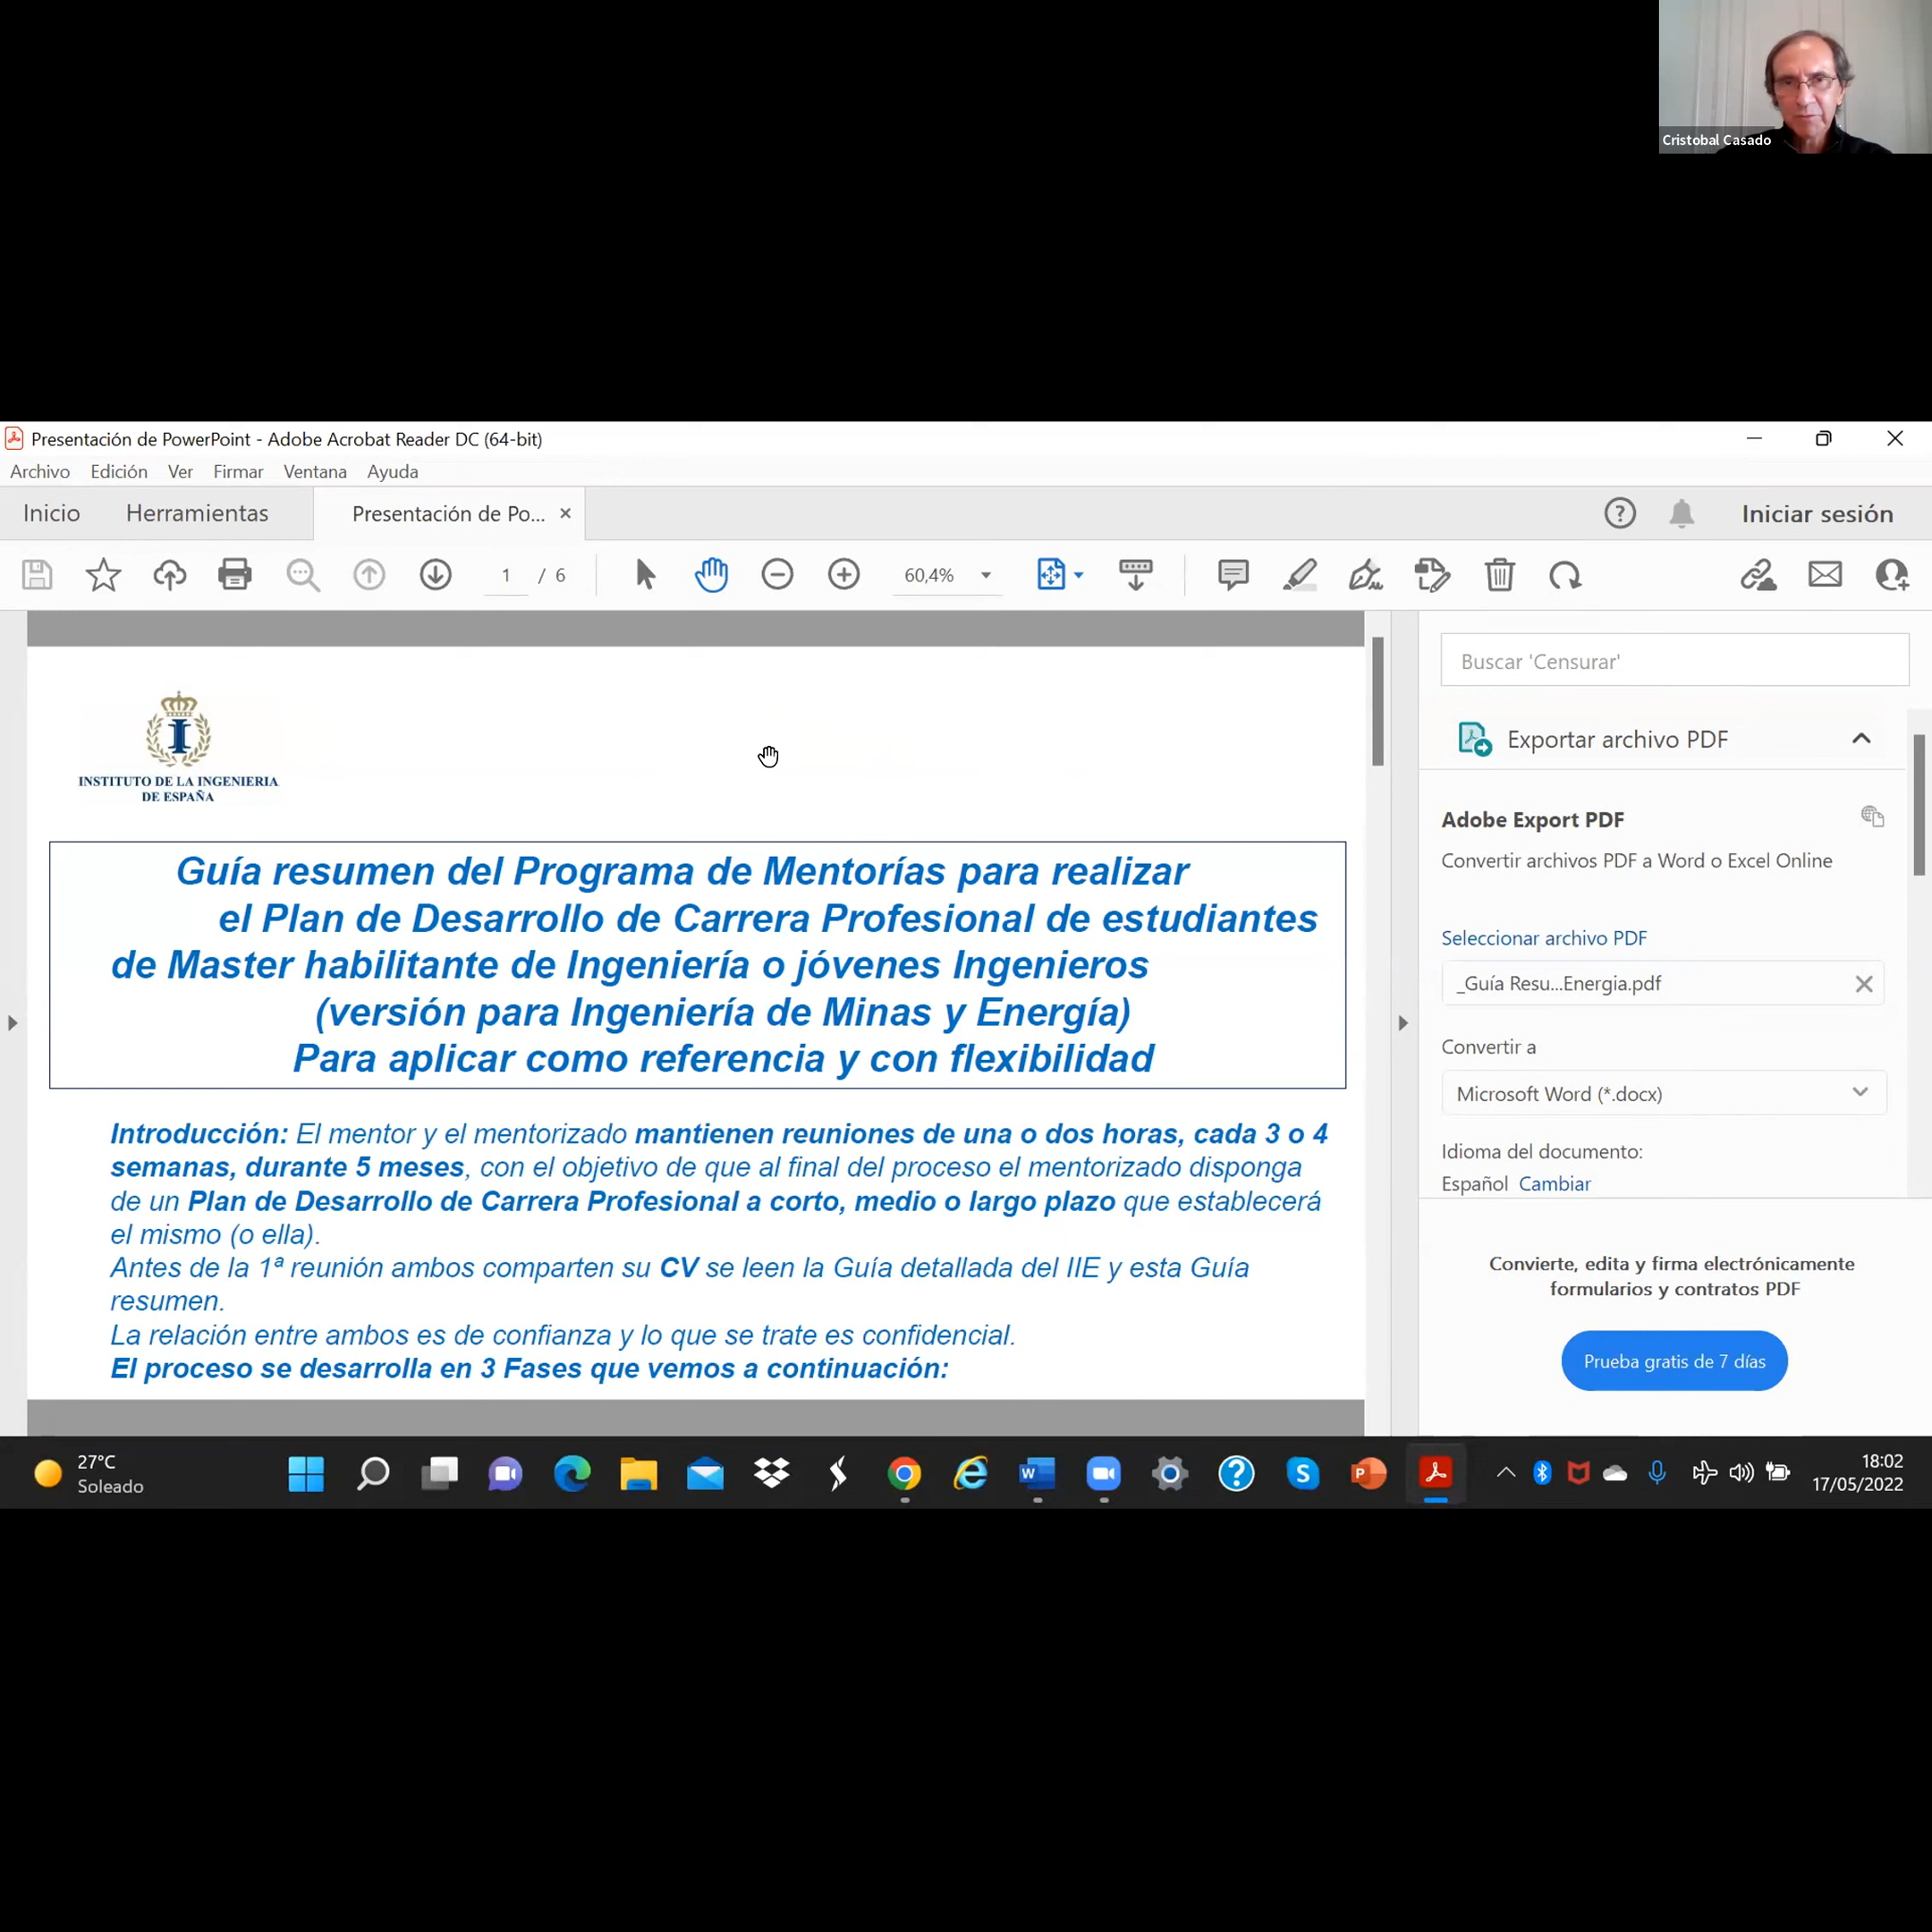 Cristobal Casado
Presentación de PowerPoint - Adobe Acrobat Reader DC (64-bit)
Archivo Edición Ver Firmar Ventana Ayuda
Inicio Herramientas Presentación de Po... × Iniciar sesión
1 / 6 60,4%
INSTITUTO DE LA INGENIERIA
DE ESPAÑA
Guía resumen del Programa de Mentorías para realizar
el Plan de Desarrollo de Carrera Profesional de estudiantes
de Master habilitante de Ingeniería o jóvenes Ingenieros
(versión para Ingeniería de Minas y Energía)
Para aplicar como referencia y con flexibilidad
Introducción: El mentor y el mentorizado mantienen reuniones de una o dos horas, cada 3 o 4
semanas, durante 5 meses, con el objetivo de que al final del proceso el mentorizado disponga
de un Plan de Desarrollo de Carrera Profesional a corto, medio o largo plazo que establecerá
el mismo (o ella).
Antes de la 1ª reunión ambos comparten su CV se leen la Guía detallada del IIE y esta Guía
resumen.
La relación entre ambos es de confianza y lo que se trate es confidencial.
El proceso se desarrolla en 3 Fases que vemos a continuación:
Buscar 'Censurar'
Exportar archivo PDF
Adobe Export PDF
Convertir archivos PDF a Word o Excel Online
Seleccionar archivo PDF
_Guía Resu...Energia.pdf
Convertir a
Microsoft Word (*.docx)
Idioma del documento:
Español Cambiar
Convierte, edita y firma electrónicamente
formularios y contratos PDF
Prueba gratis de 7 días
27°C
Soleado
18:02
17/05/2022